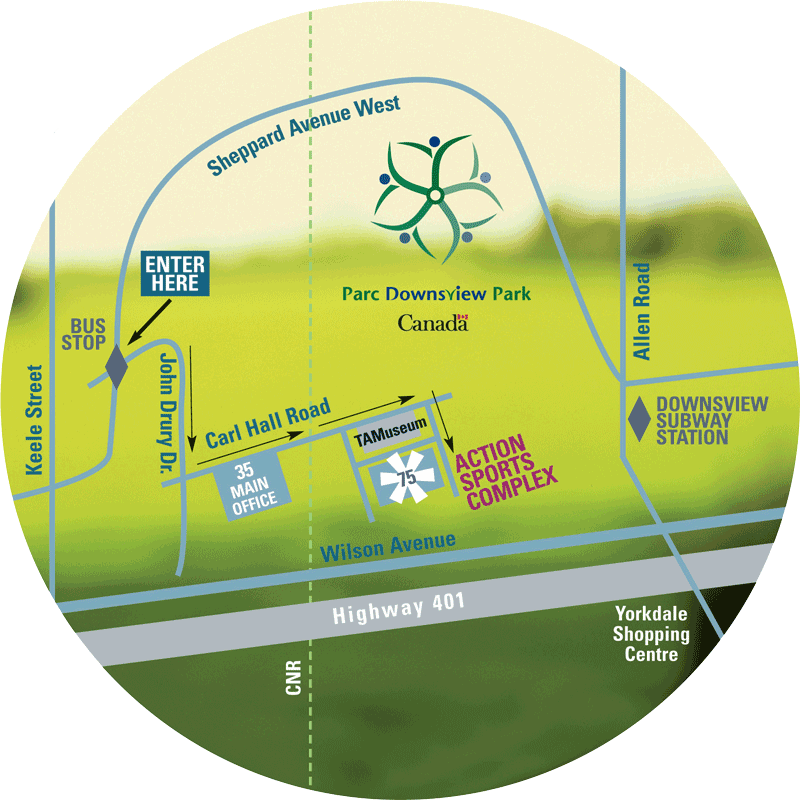 Sheppard Avenue West
ENTER
HERE
Parc Downsview Park
Canada
BUS
STOP
Keele Street
John Drury Dr.
Allen Road
Carl Hall Road
DOWNSVIEW
SUBWAY
STATION
TAMuseum
35
MAIN
OFFICE
75
ACTION
SPORTS
COMPLEX
Wilson Avenue
Highway 401
Yorkdale
Shopping
Centre
CNR